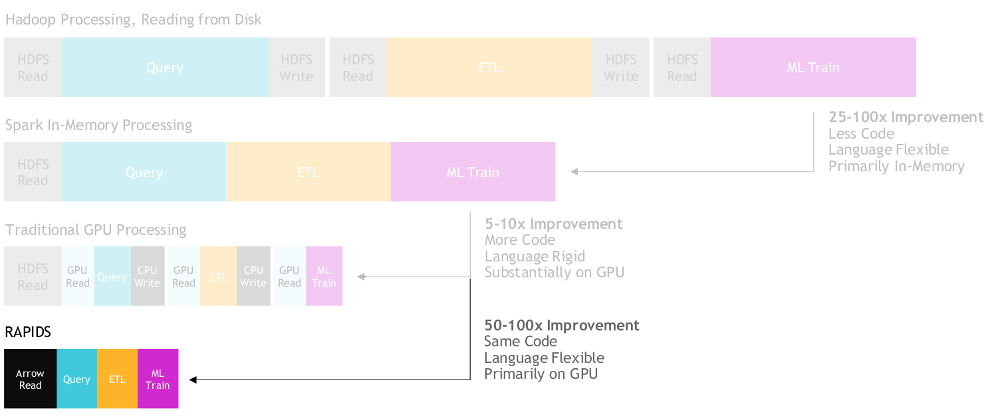 Hadoop Processing, Reading from Disk
HDFS
Read
Query
HDFS
Write
HDFS
Read
ETL
HDFS
Write
HDFS
Read
ML Train
25-100x Improvement
Less Code
Language Flexible
Primarily In-Memory
Spark In-Memory Processing
HDFS
Read
Query
ETL
ML Train
5-10x Improvement
More Code
Language Rigid
Substantially on GPU
Traditional GPU Processing
HDFS
Read
GPU
Read
Query
CPU
Write
GPU
Read
ETL
CPU
Write
GPU
Read
ML
Train
50-100x Improvement
Same Code
Language Flexible
Primarily on GPU
RAPIDS
Arrow
Read
Query
ETL
ML
Train